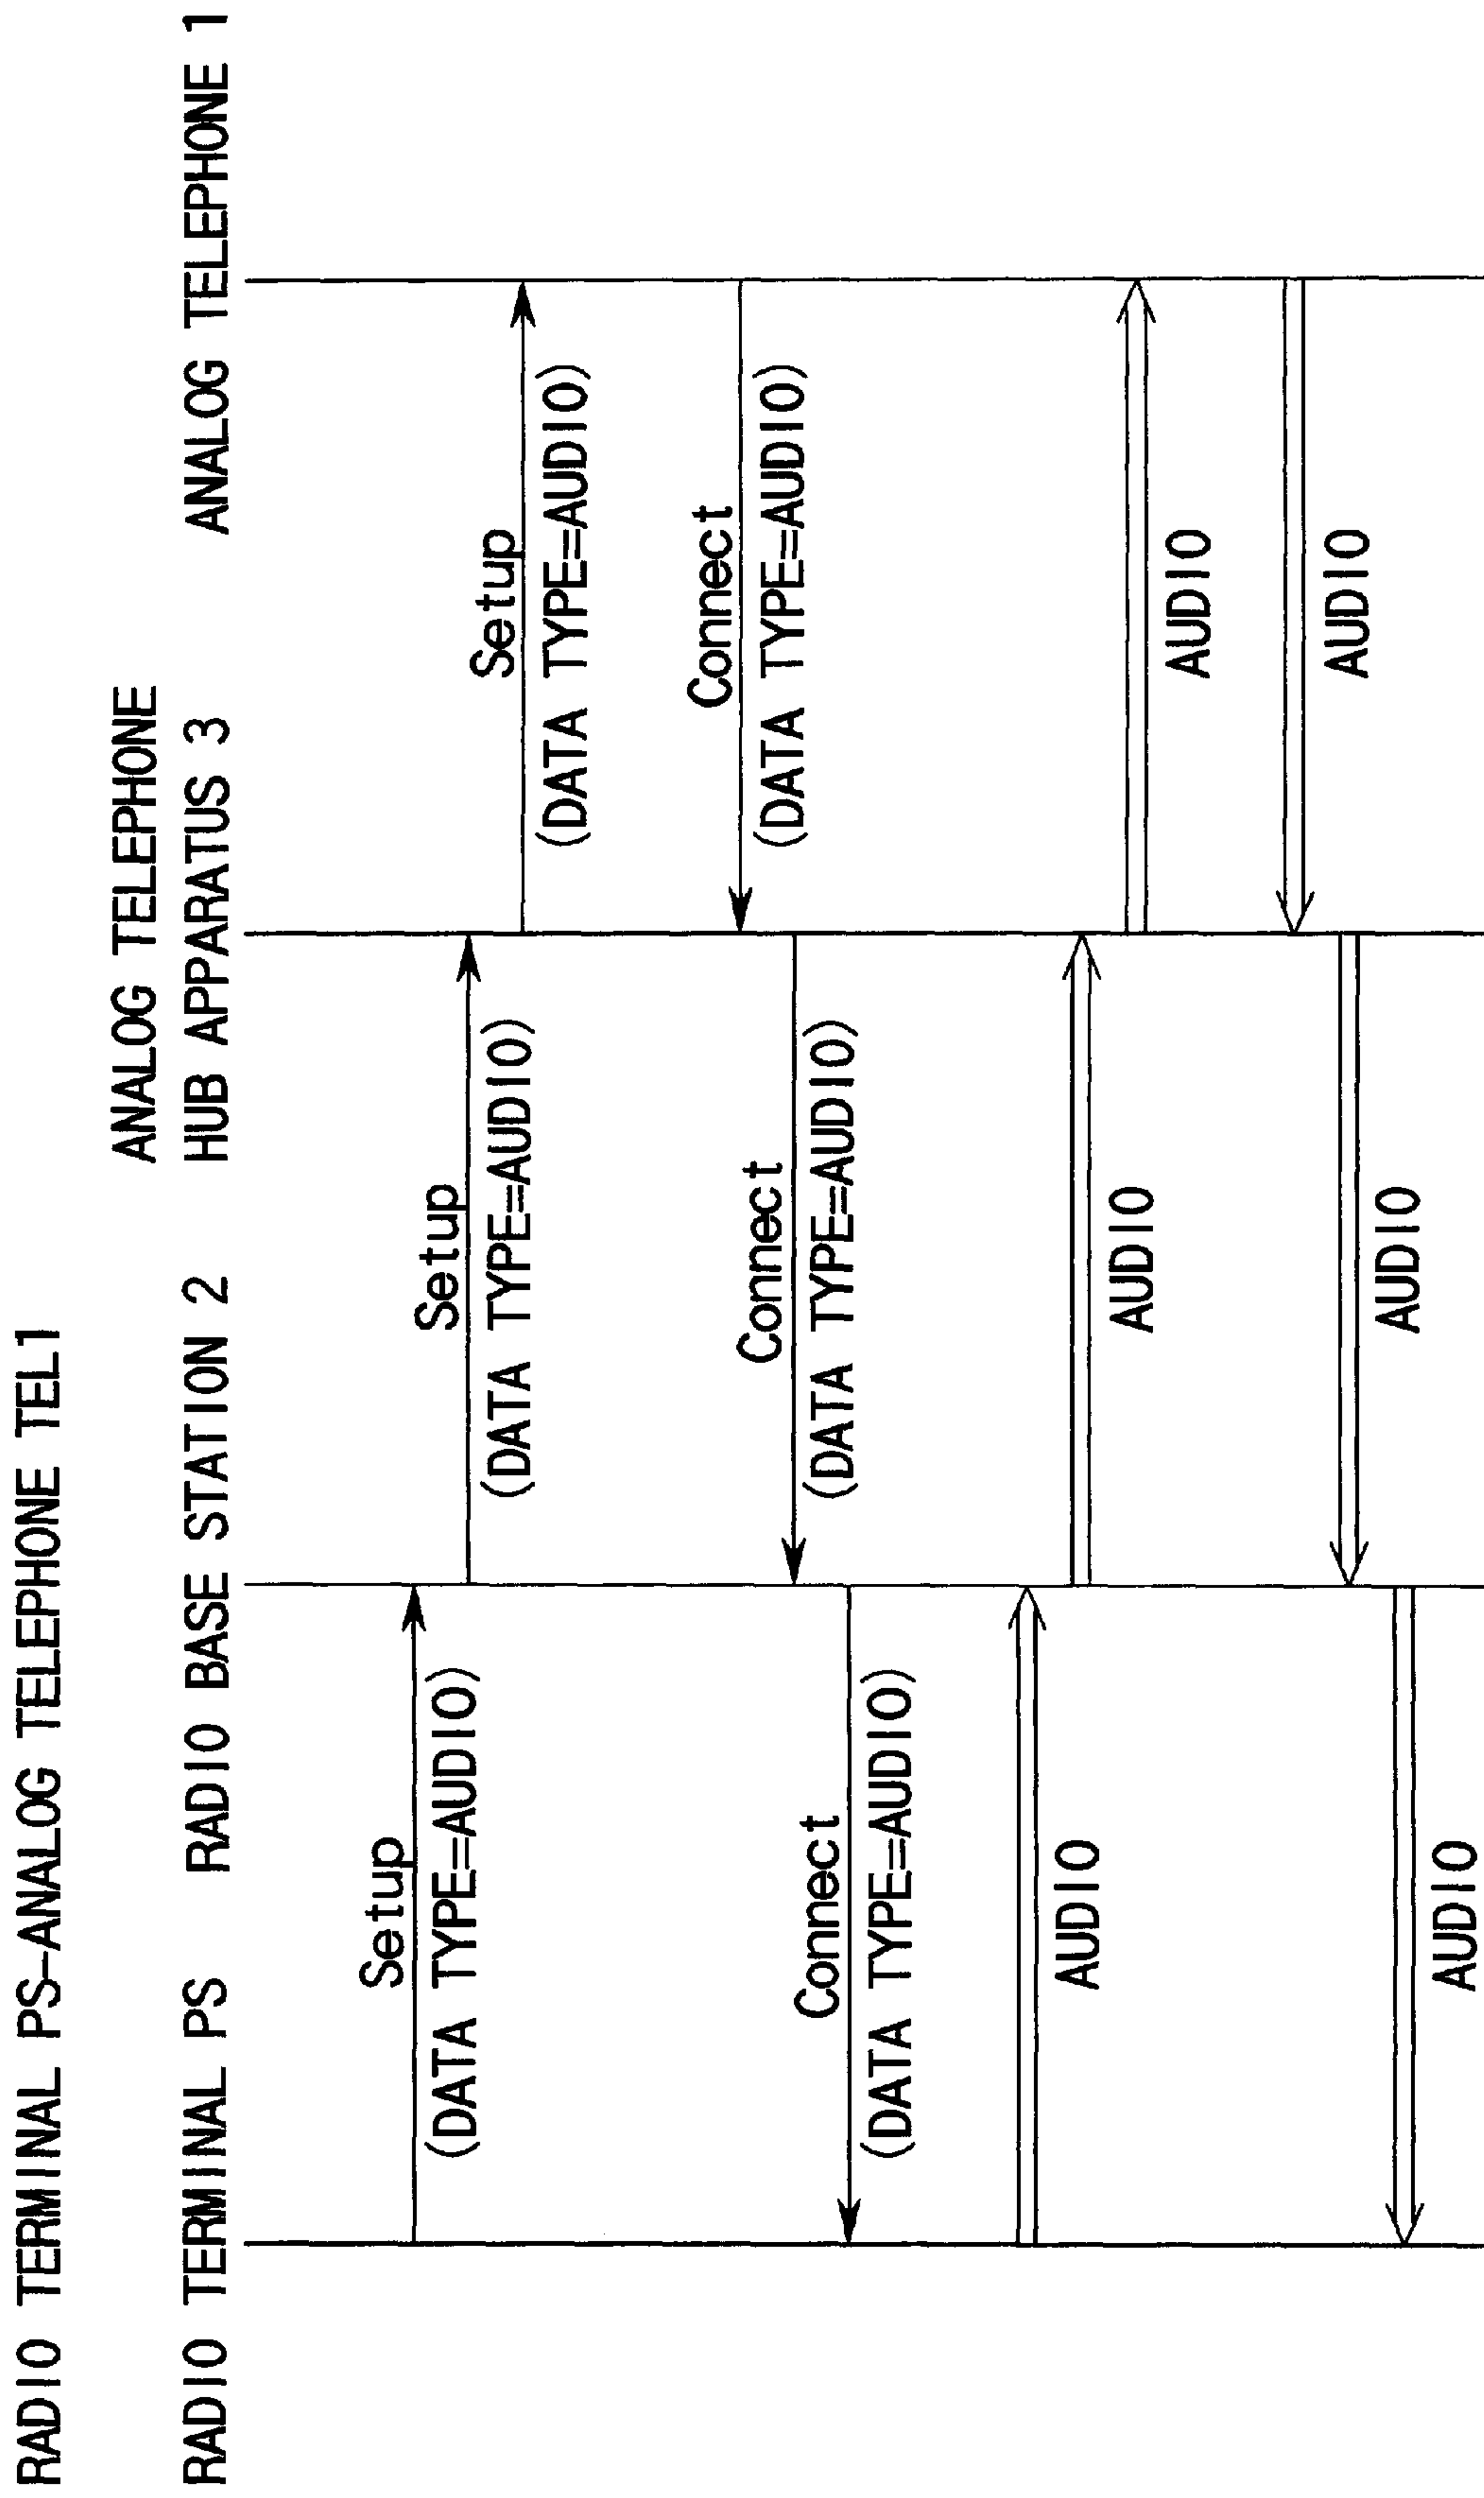 RADIO TERMINAL PS—ANALOG TELEPHONE TEL1
ANALOG TELEPHONE
RADIO TERMINAL PS RADIO BASE STATION 2 HUB APPARATUS 3 ANALOG TELEPHONE 1
Setup
(DATA TYPE=AUDIO)
Setup
(DATA TYPE=AUDIO)
Setup
(DATA TYPE=AUDIO)
Connect
(DATA TYPE=AUDIO)
Connect
(DATA TYPE=AUDIO)
Connect
(DATA TYPE=AUDIO)
AUDIO
AUDIO
AUDIO
AUDIO
AUDIO
AUDIO